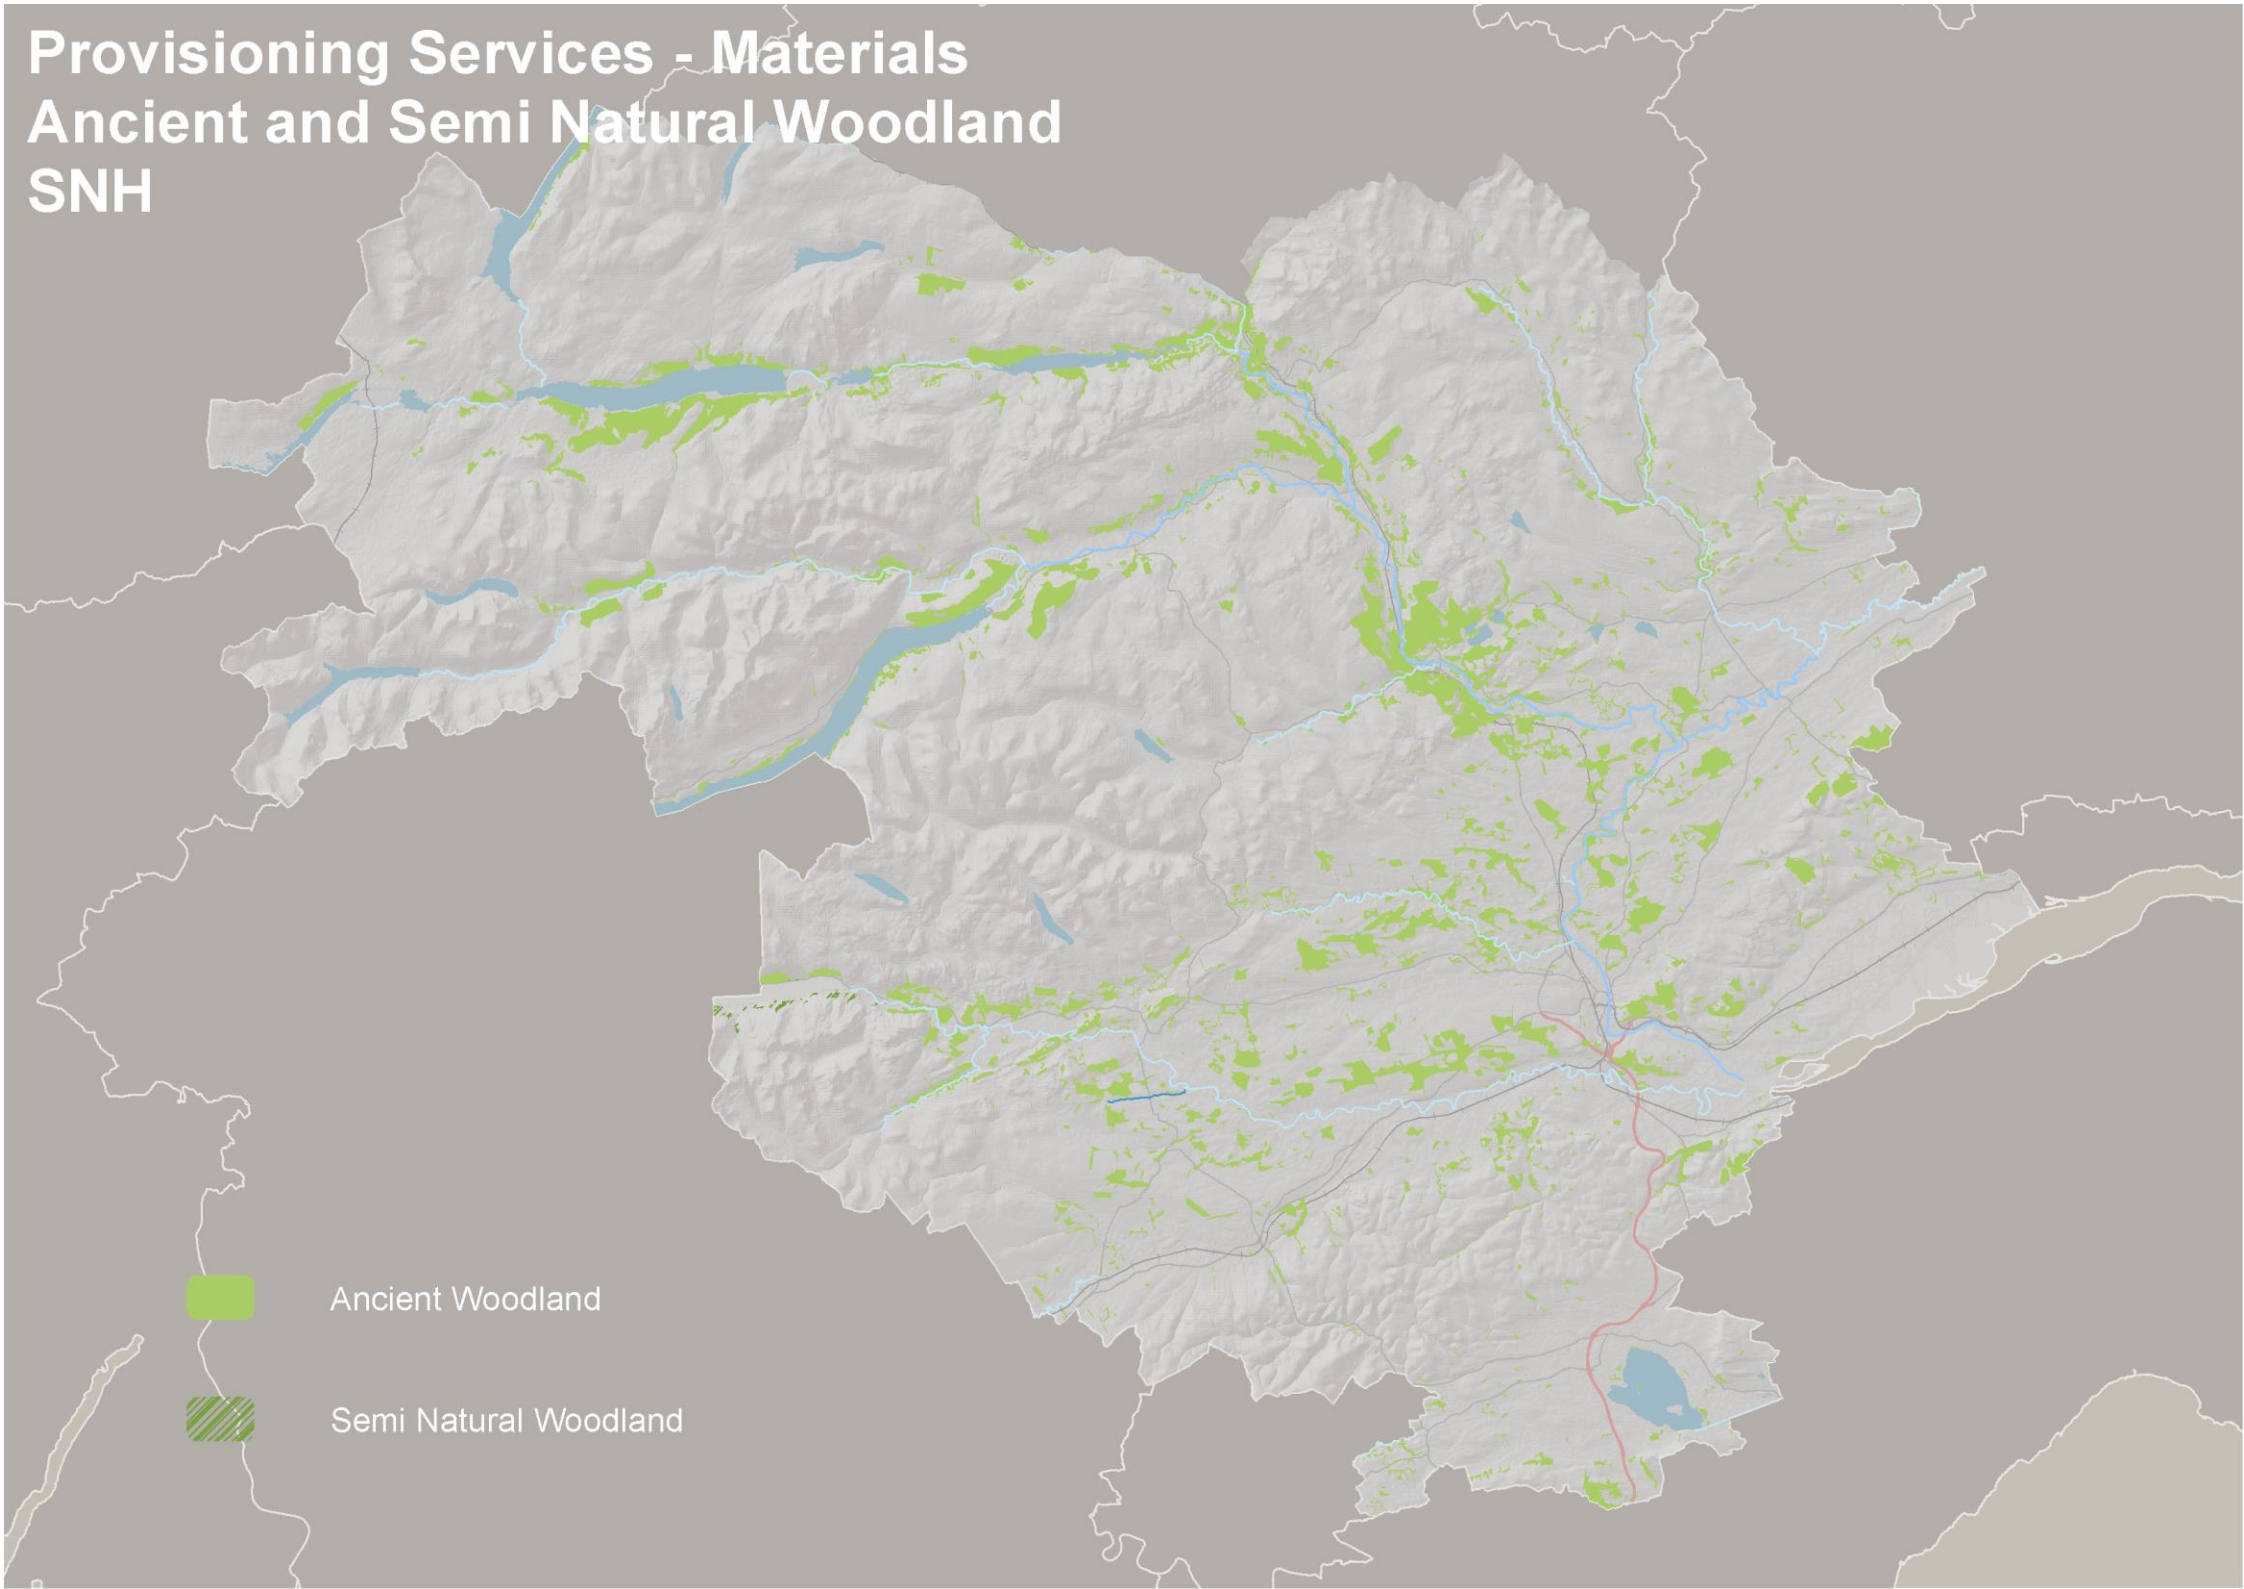 Provisioning Services - Materials
Ancient and Semi Natural Woodland
SNH
Ancient Woodland
Semi Natural Woodland